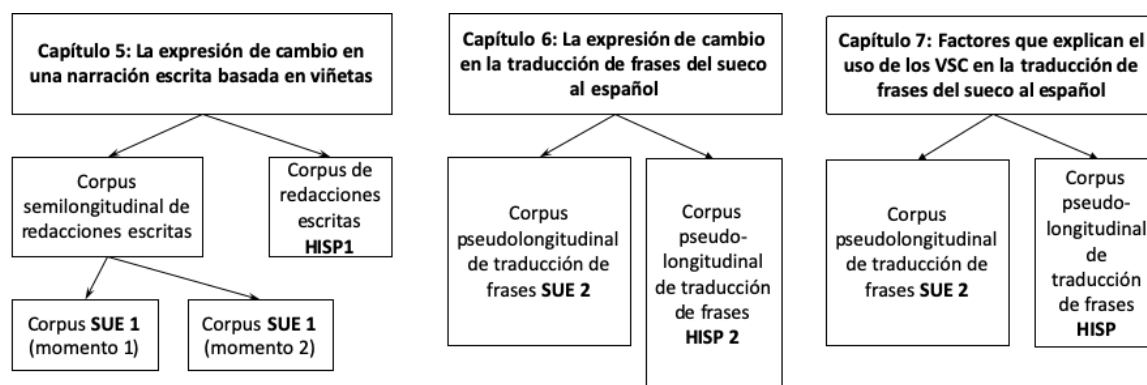 Capítulo 5: La expresión de cambio en
una narración escrita basada en viñetas
Corpus
semilongitudinal de
redacciones escritas
Corpus de
redacciones
escritas
HISP1
Corpus SUE 1
(momento 1)
Corpus SUE 1
(momento 2)
Capítulo 6: La expresión de cambio
en la traducción de frases del sueco
al español
Corpus
pseudolongitudinal
de traducción de
frases SUE 2
Corpus
pseudo-
longitudinal
de traducción
de frases
HISP 2
Capítulo 7: Factores que explican el
uso de los VSC en la traducción de
frases del sueco al español
Corpus
pseudolongitudinal
de traducción de
frases SUE 2
Corpus
pseudo-
longitudinal
de
traducción
de frases
HISP